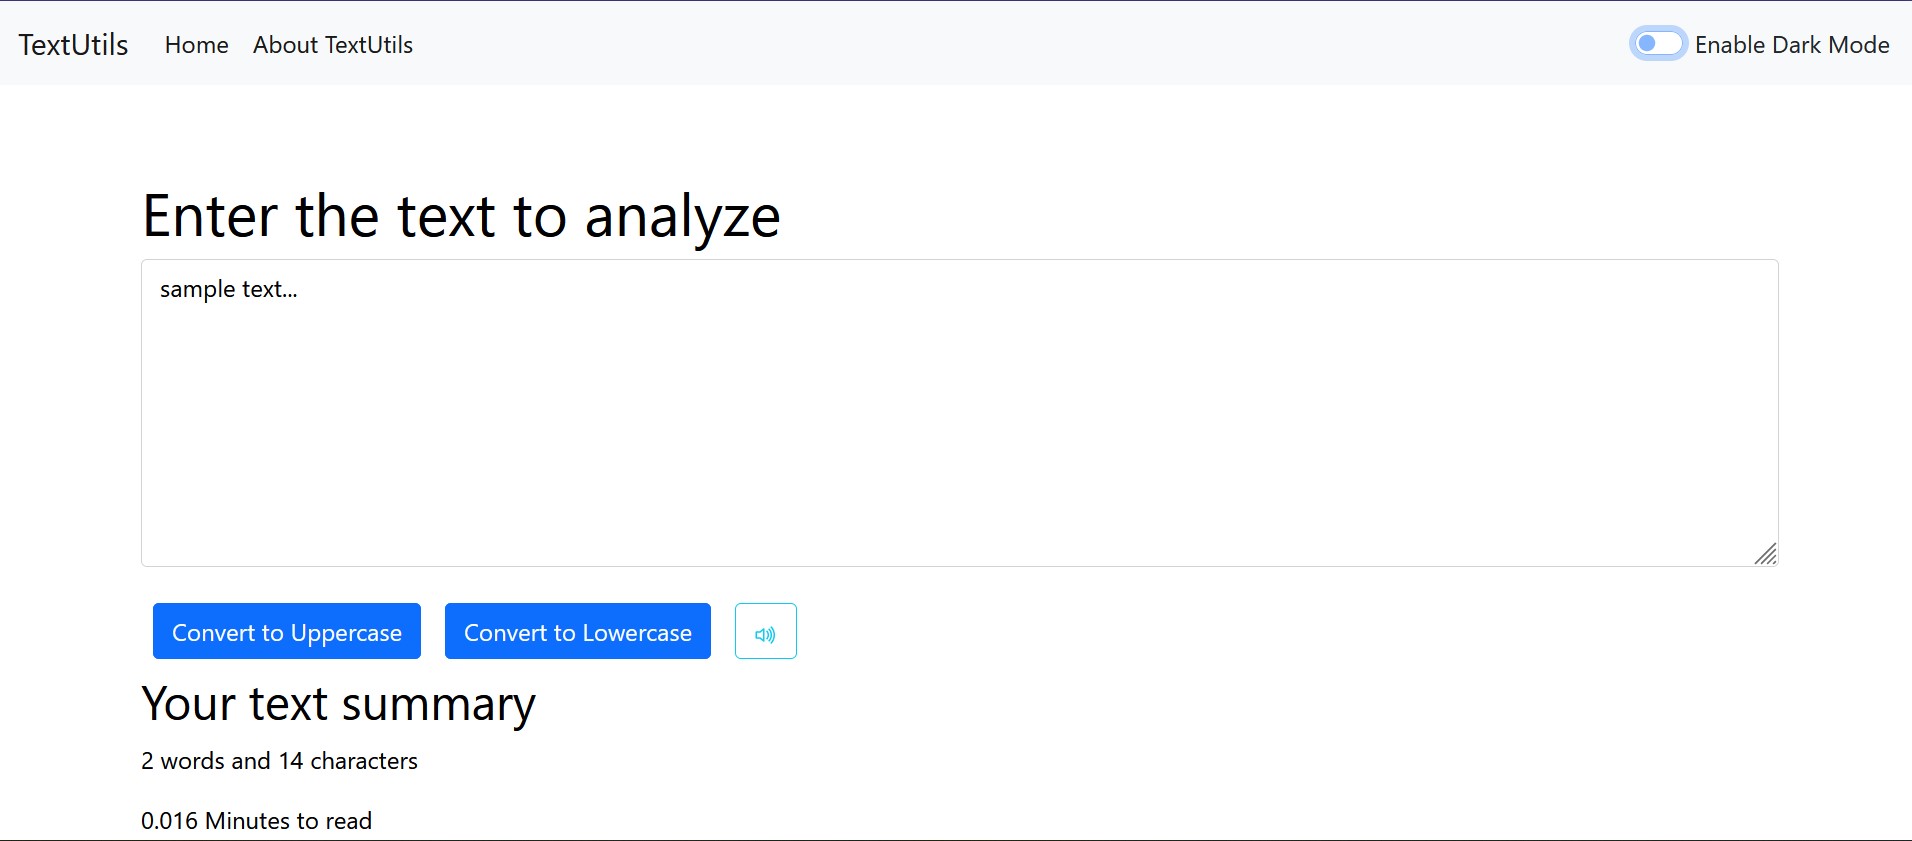 TextUtils Home About TextUtils Enable Dark Mode
Enter the text to analyze
sample text...
Convert to Uppercase Convert to Lowercase
Your text summary
2 words and 14 characters
0.016 Minutes to read